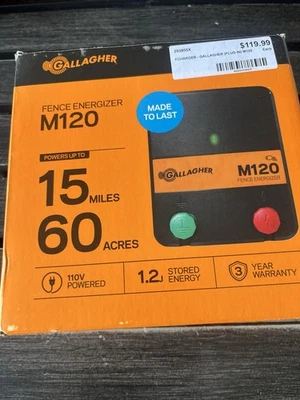 GALLAGHER
$119.99
Each
FENCE ENERGIZER
M120
MADE
TO LAST
POWERS UP TO
15 MILES
60 ACRES
GALLAGHER
M120
FENCE ENERGIZER
110V
POWERED
1.2J STORED
ENERGY
3 YEAR
WARRANTY